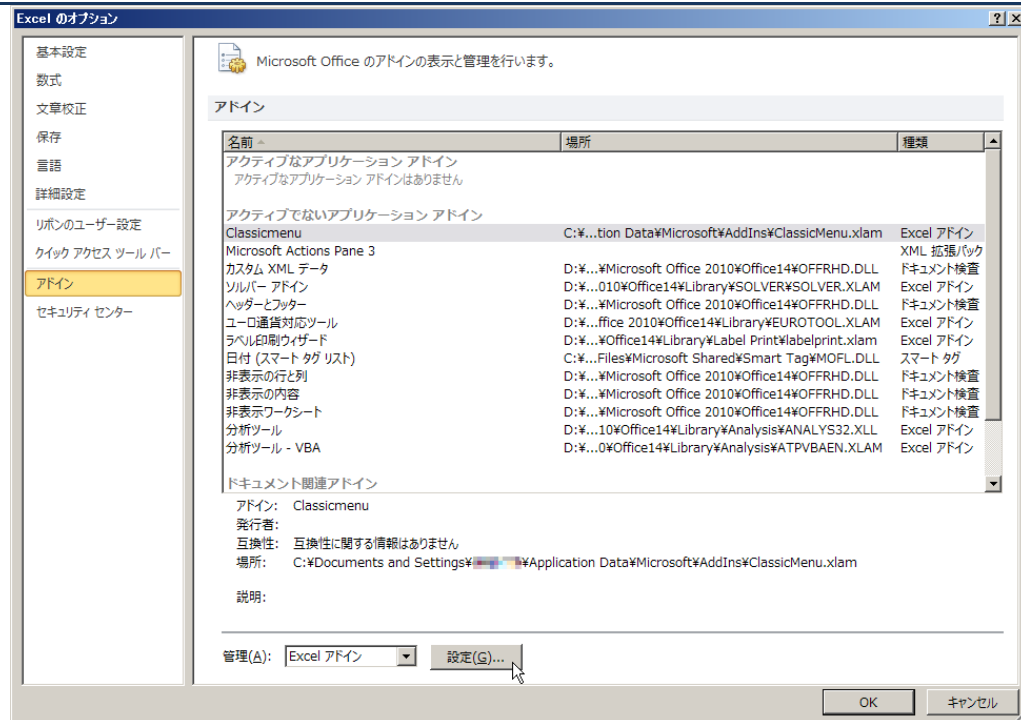 Excel のオプション
基本設定
数式
文章校正
保存
言語
詳細設定
リボンのユーザー設定
クイック アクセス ツール バー
アドイン
セキュリティ センター
Microsoft Office のアドインの表示と管理を行います。
アドイン
名前 場所 種類
アクティブなアプリケーション アドイン
アクティブなアプリケーション アドインはありません
アクティブでないアプリケーション アドイン
Classicmenu C:¥...tion Data¥Microsoft¥AddIns¥ClassicMenu.xlam Excel アドイン
Microsoft Actions Pane 3 XML 拡張パック
カスタム XML データ D:¥...¥Microsoft Office 2010¥Office14¥OFFRHD.DLL ドキュメント検査
ソルバー アドイン D:¥...010¥Office14¥Library¥SOLVER¥SOLVER.XLAM Excel アドイン
ヘッダーとフッター D:¥...¥Microsoft Office 2010¥Office14¥OFFRHD.DLL ドキュメント検査
ユーロ通貨対応ツール D:¥...ffice 2010¥Office14¥Library¥EUROTOOL.XLAM Excel アドイン
ラベル印刷ウィザード D:¥...¥Office14¥Library¥Label Print¥labelprint.xlam Excel アドイン
日付 (スマート タグ リスト) C:¥...Files¥Microsoft Shared¥Smart Tag¥MOFL.DLL スマート タグ
非表示の行と列 D:¥...¥Microsoft Office 2010¥Office14¥OFFRHD.DLL ドキュメント検査
非表示の内容 D:¥...¥Microsoft Office 2010¥Office14¥OFFRHD.DLL ドキュメント検査
非表示ワークシート D:¥...¥Microsoft Office 2010¥Office14¥OFFRHD.DLL ドキュメント検査
分析ツール D:¥...10¥Office14¥Library¥Analysis¥ANALYS32.XLL Excel アドイン
分析ツール - VBA D:¥...0¥Office14¥Library¥Analysis¥ATPVBAEN.XLAM Excel アドイン
ドキュメント関連アドイン
アドイン: Classicmenu
発行者:
互換性: 互換性に関する情報はありません
場所: C:¥Documents and Settings¥ ¥Application Data¥Microsoft¥AddIns¥ClassicMenu.xlam
説明:
管理(A): Excel アドイン 設定(G)...
OK キャンセル